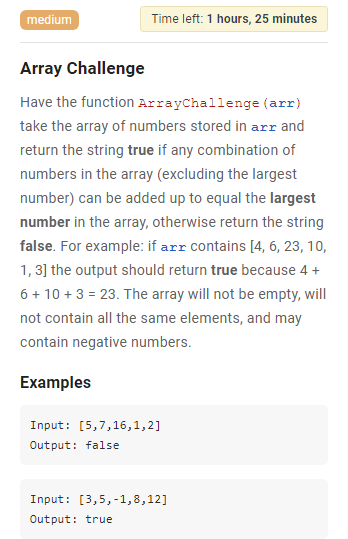 medium
Time left: 1 hours, 25 minutes
Array Challenge
Have the function ArrayChallenge(arr)
take the array of numbers stored in arr and
return the string true if any combination of
numbers in the array (excluding the largest
number) can be added up to equal the largest
number in the array, otherwise return the string
false. For example: if arr contains [4, 6, 23, 10,
1, 3] the output should return true because 4 +
6 + 10 + 3 = 23. The array will not be empty, will
not contain all the same elements, and may
contain negative numbers.
Examples
Input: [5,7,16,1,2]
Output: false
Input: [3,5,-1,8,12]
Output: true